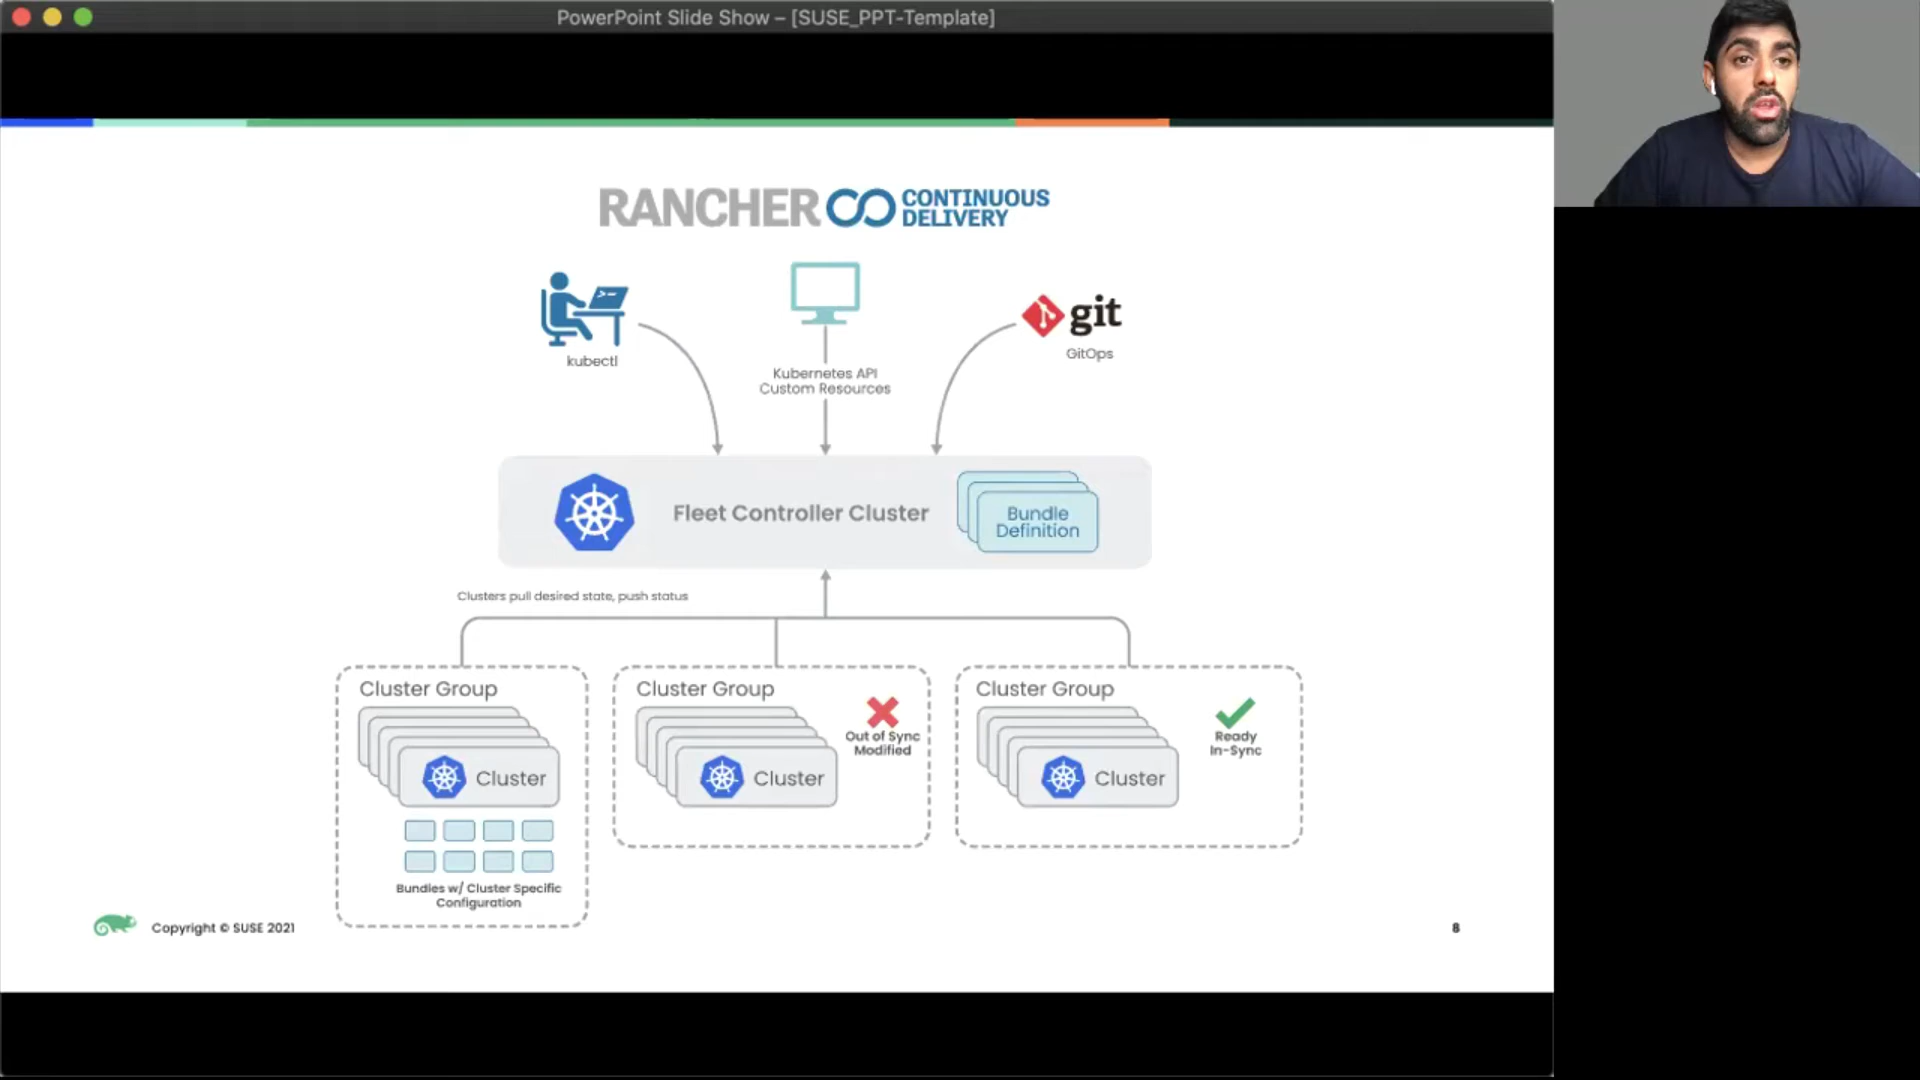 PowerPoint Slide Show – [SUSE_PPT-Template]
RANCHER CONTINUOUS
DELIVERY
kubectl
Kubernetes API
Custom Resources
git
GitOps
Fleet Controller Cluster
Bundle
Definition
Clusters pull desired state, push status
Cluster Group
Cluster
Bundles w/ Cluster Specific
Configuration
Cluster Group
Out of Sync
Modified
Cluster
Cluster Group
Ready
In-Sync
Cluster
Copyright © SUSE 2021
8